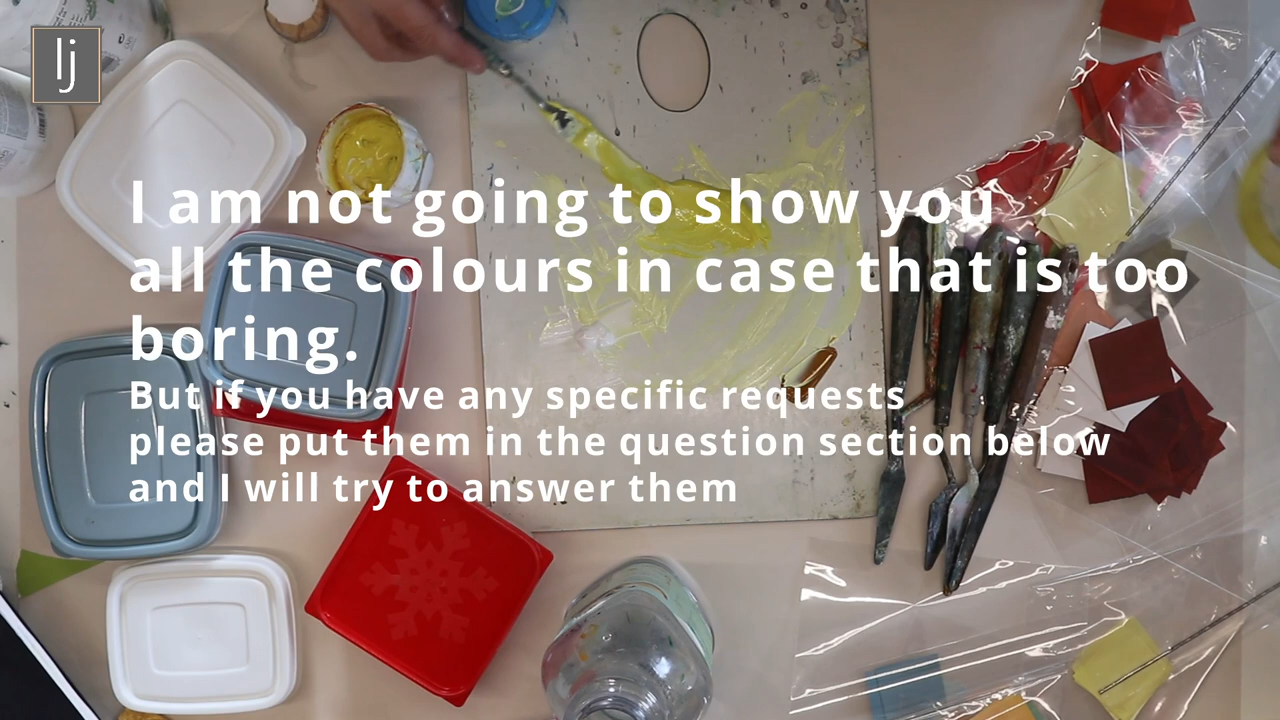 lj
I am not going to show you
all the colours in case that is too
boring.
But if you have any specific requests
please put them in the question section below
and I will try to answer them